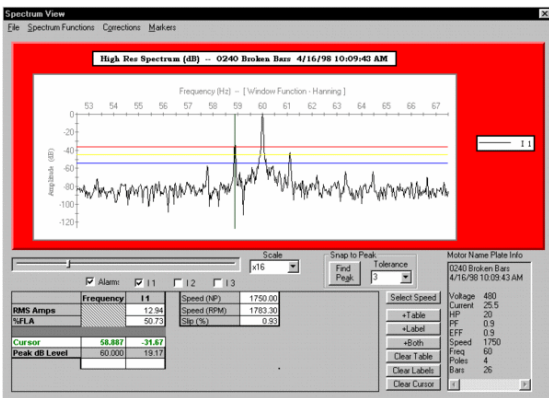 Spectrum View
File Spectrum Functions Corrections Markers
High Res Spectrum (dB) -- 0240 Broken Bars 4/16/98 10:09:43 AM
Frequency (Hz) -- [ Window Function - Hanning ]
53 54 55 56 57 58 59 60 61 62 63 64 65 66 67
0
-20
-40
-60
-80
-100
-120
Amplitude (dB)
I 1
Scale
x16
Snap to Peak
Find Peak
Tolerance
3
Alarm: I 1 I 2 I 3
Frequency I 1
RMS Amps 12.94
%FLA 50.73
Cursor 58.887 -31.67
Peak dB Level 60.000 19.17
Speed (NP) 1750.00
Speed (RPM) 1783.30
Slip (%) 0.93
Select Speed
+Table
+Label
+Both
Clear Table
Clear Labels
Clear Cursor
Motor Name Plate Info
0240 Broken Bars
4/16/98 10:09:43 AM
Voltage 480
Current 25.5
HP 20
PF 0.9
EFF 0.9
Speed 1750
Freq 60
Poles 4
Bars 26